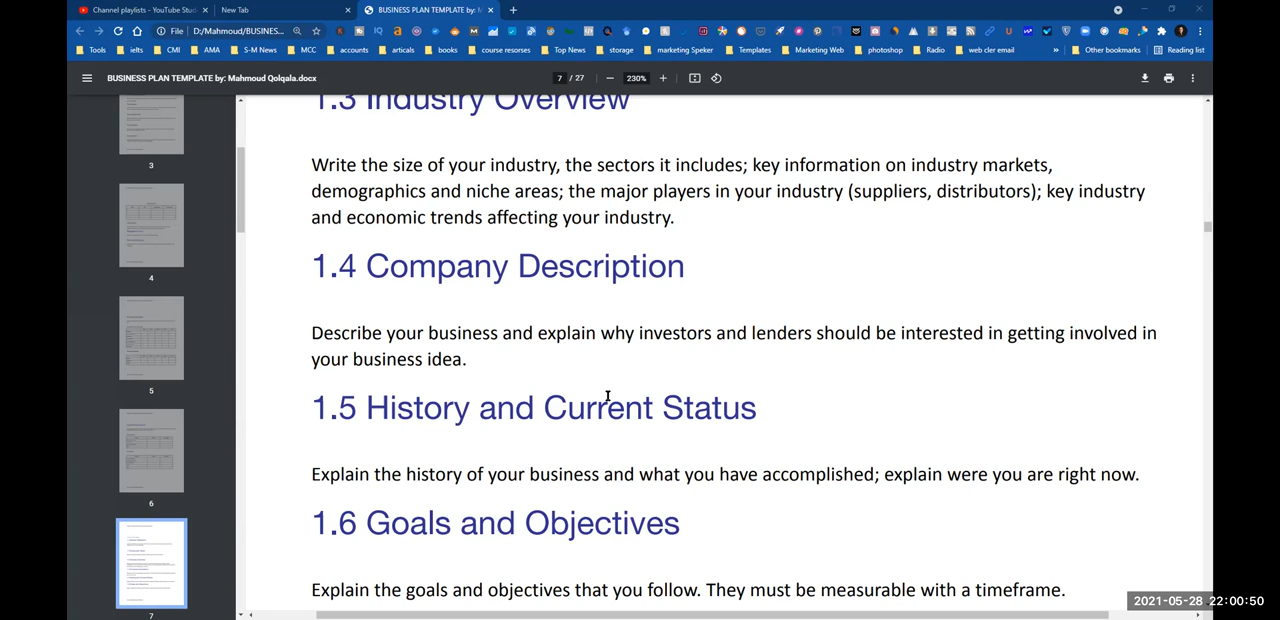 Channel playlists - YouTube Stud
New Tab
BUSINESS PLAN TEMPLATE by: M
File
D:/Mahmoud/BUSINES...
Tools
ielts
CMI
AMA
S-M News
MCC
accounts
articals
books
course resorses
Top News
storage
marketing Speker
Templates
Marketing Web
photoshop
Radio
web cler email
»
Other bookmarks
Reading list
BUSINESS PLAN TEMPLATE by: Mahmoud Qolqala.docx
7 / 27
230%
3
4
5
6
7
1.3 Industry Overview
Write the size of your industry, the sectors it includes; key information on industry markets,
demographics and niche areas; the major players in your industry (suppliers, distributors); key industry
and economic trends affecting your industry.
1.4 Company Description
Describe your business and explain why investors and lenders should be interested in getting involved in
your business idea.
1.5 History and Current Status
Explain the history of your business and what you have accomplished; explain were you are right now.
1.6 Goals and Objectives
Explain the goals and objectives that you follow. They must be measurable with a timeframe.
2021-05-28 22:00:50